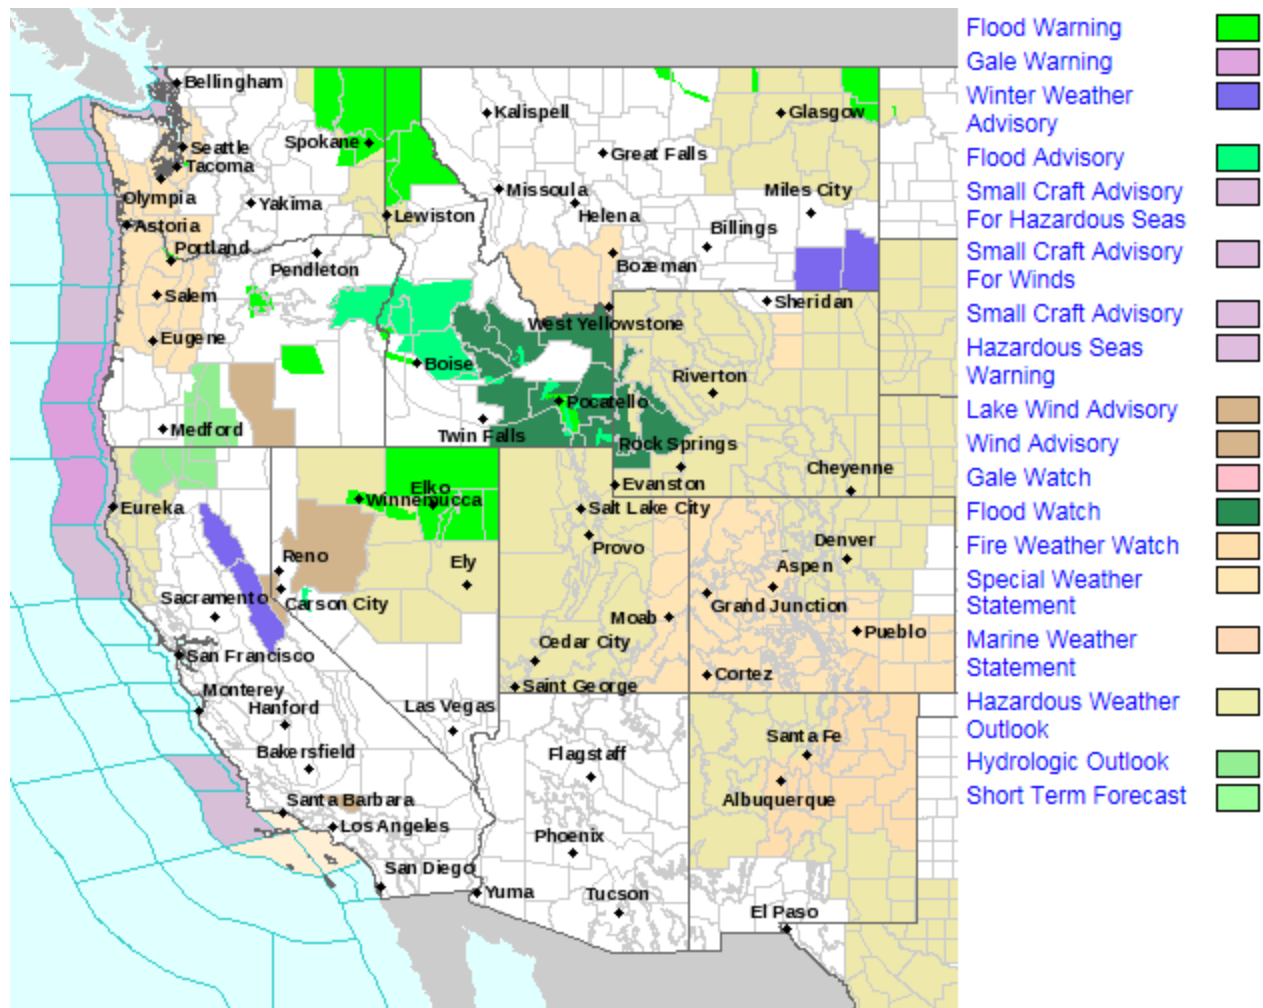 Flood Warning
Gale Warning
Winter Weather
Advisory
Flood Advisory
Small Craft Advisory
For Hazardous Seas
Small Craft Advisory
For Winds
Small Craft Advisory
Hazardous Seas
Warning
Lake Wind Advisory
Wind Advisory
Gale Watch
Flood Watch
Fire Weather Watch
Special Weather
Statement
Marine Weather
Statement
Hazardous Weather
Outlook
Hydrologic Outlook
Short Term Forecast
Bellingham
Kalispell
Glasgow
Spokane
Seattle
Great Falls
Tacoma
Missoula
Miles City
Olympia
Yakima
Lewiston
Helena
Astoria
Billings
Portland
Pendleton
Bozeman
Salem
Sheridan
West Yellowstone
Eugene
Boise
Riverton
Pocatello
Medford
Twin Falls
Rock Springs
Cheyenne
Elko
Evanston
Winnemucca
Eureka
Salt Lake City
Provo
Denver
Reno
Ely
Aspen
Sacramento
Carson City
Grand Junction
Moab
Pueblo
Cedar City
San Francisco
Cortez
Saint George
Monterey
Hanford
Las Vegas
Santa Fe
Bakersfield
Flagstaff
Santa Barbara
Albuquerque
Los Angeles
Phoenix
San Diego
Yuma
Tucson
El Paso